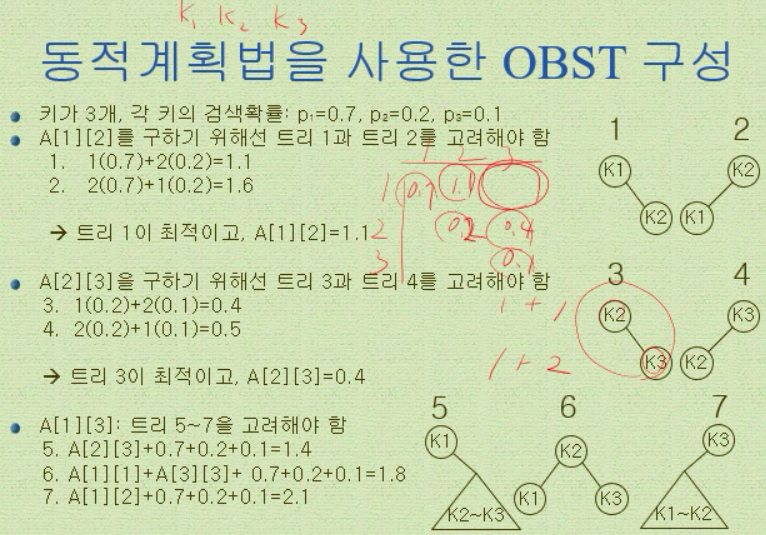 K₁ K₂ K₃
동적계획법을 사용한 OBST 구성
키가 3개, 각 키의 검색확률: p₁=0.7, p₂=0.2, p₃=0.1
A[1][2]를 구하기 위해선 트리 1과 트리 2를 고려해야 함
1. 1(0.7)+2(0.2)=1.1
2. 2(0.7)+1(0.2)=1.6
→ 트리 1이 최적이고, A[1][2]=1.1
1 2 3
1 0.7 1.1
2 0.2 0.4
3 0.1
1
K1
K2
2
K2
K1
A[2][3]을 구하기 위해선 트리 3과 트리 4를 고려해야 함
3. 1(0.2)+2(0.1)=0.4
4. 2(0.2)+1(0.1)=0.5
→ 트리 3이 최적이고, A[2][3]=0.4
1 + 1
1 + 2
3
K2
K3
4
K3
K2
A[1][3]: 트리 5~7을 고려해야 함
5. A[2][3]+0.7+0.2+0.1=1.4
6. A[1][1]+A[3][3]+ 0.7+0.2+0.1=1.8
7. A[1][2]+0.7+0.2+0.1=2.1
5
K1
K2~K3
6
K2
K1 K3
7
K3
K1~K2